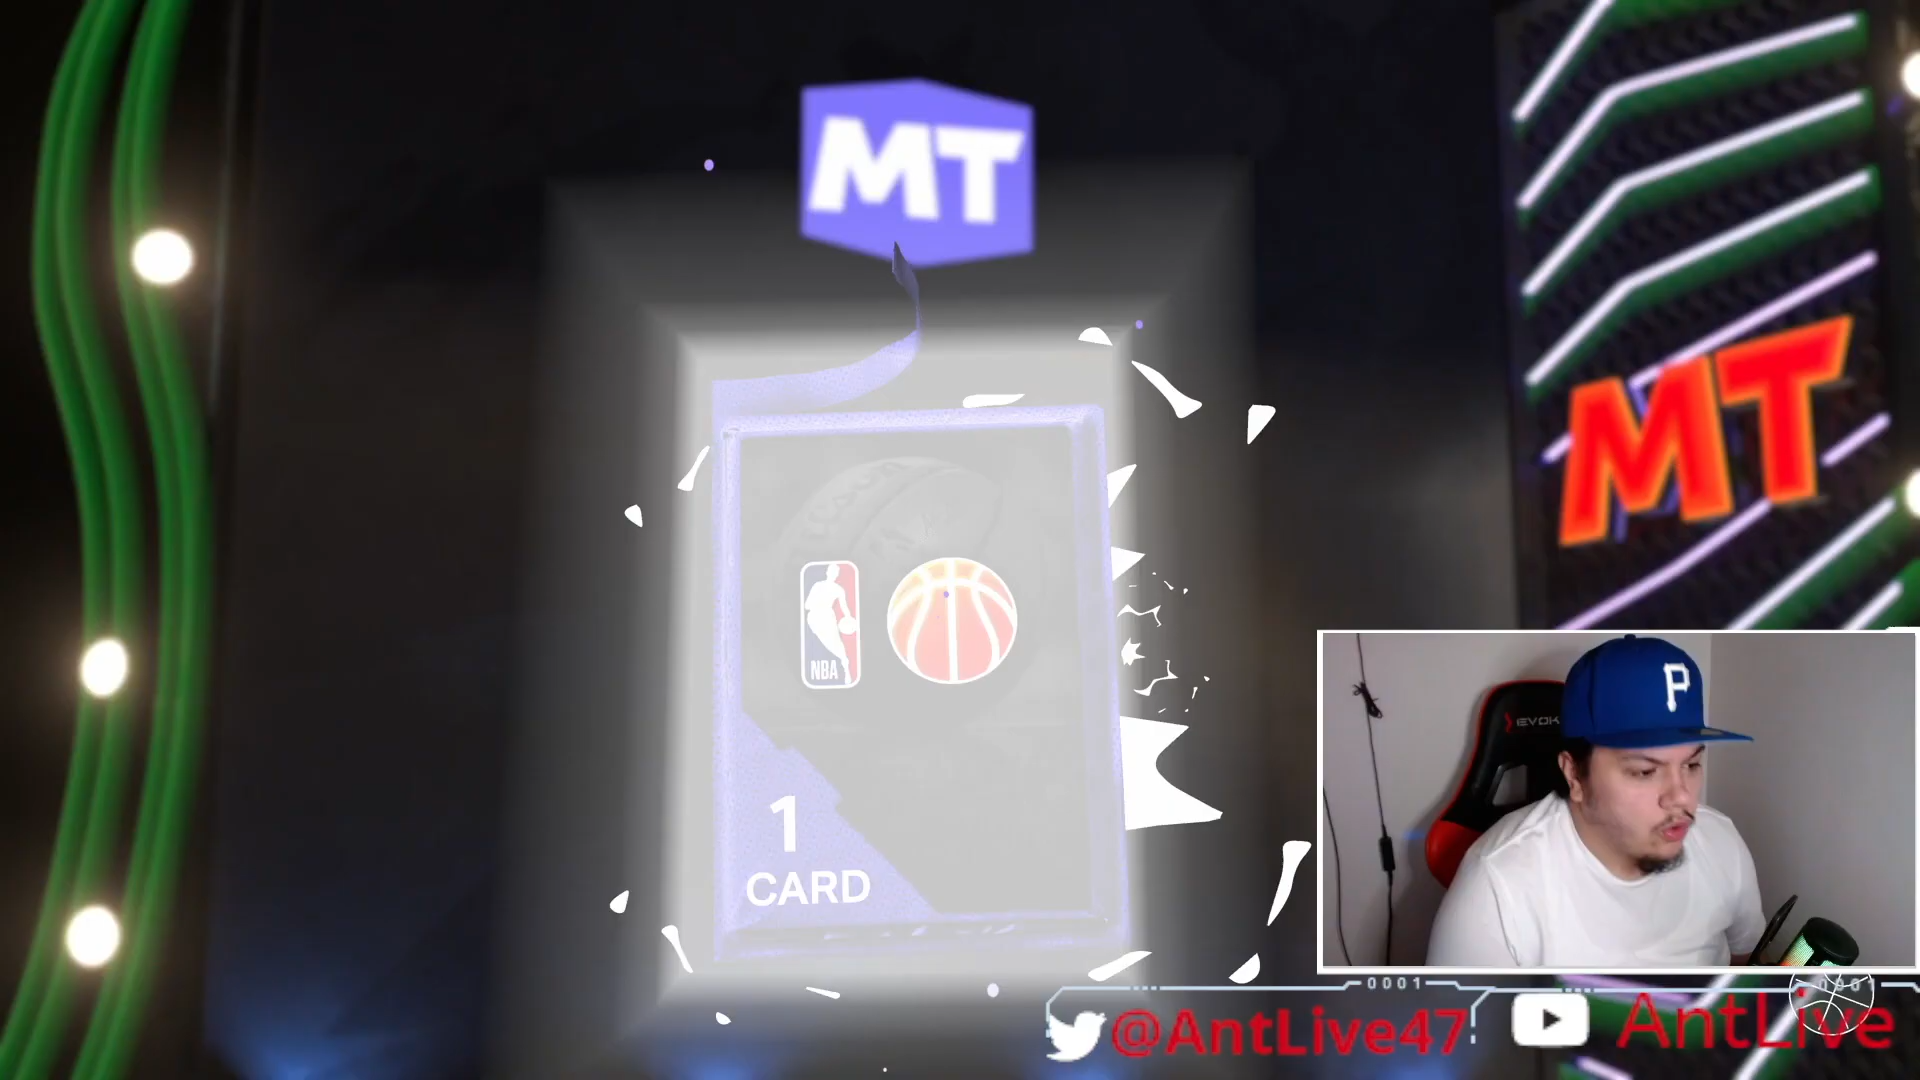 MT
MT
NBA
1
CARD
P
EVOK
0001
@AntLive47
AntLive